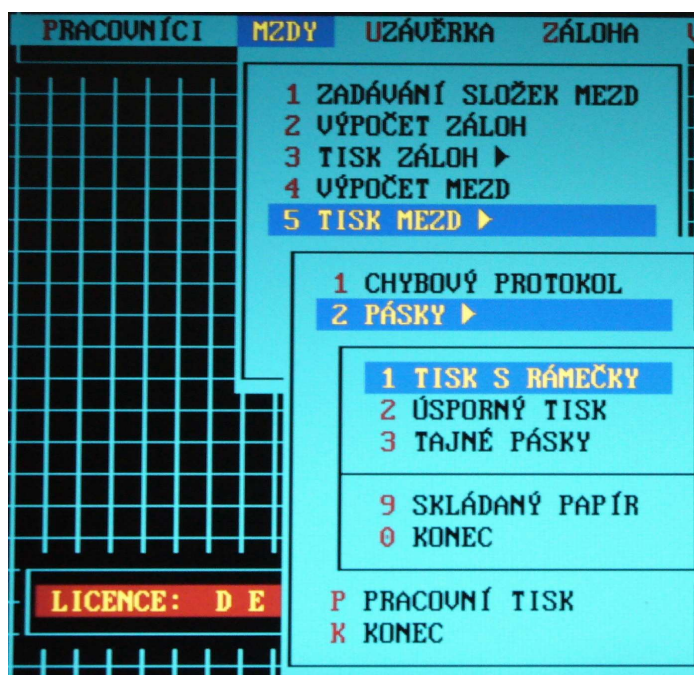 PRACOVNÍCI MZDY UZÁVĚRKA ZÁLOHA
1 ZADÁVÁNÍ SLOŽEK MEZD
2 VÝPOČET ZÁLOH
3 TISK ZÁLOH ▶
4 VÝPOČET MEZD
5 TISK MEZD ▶
1 CHYBOVÝ PROTOKOL
2 PÁSKY ▶
1 TISK S RÁMEČKY
2 ÚSPORNÝ TISK
3 TAJNÉ PÁSKY
9 SKLÁDANÝ PAPÍR
0 KONEC
LICENCE: D E
P PRACOVNÍ TISK
K KONEC